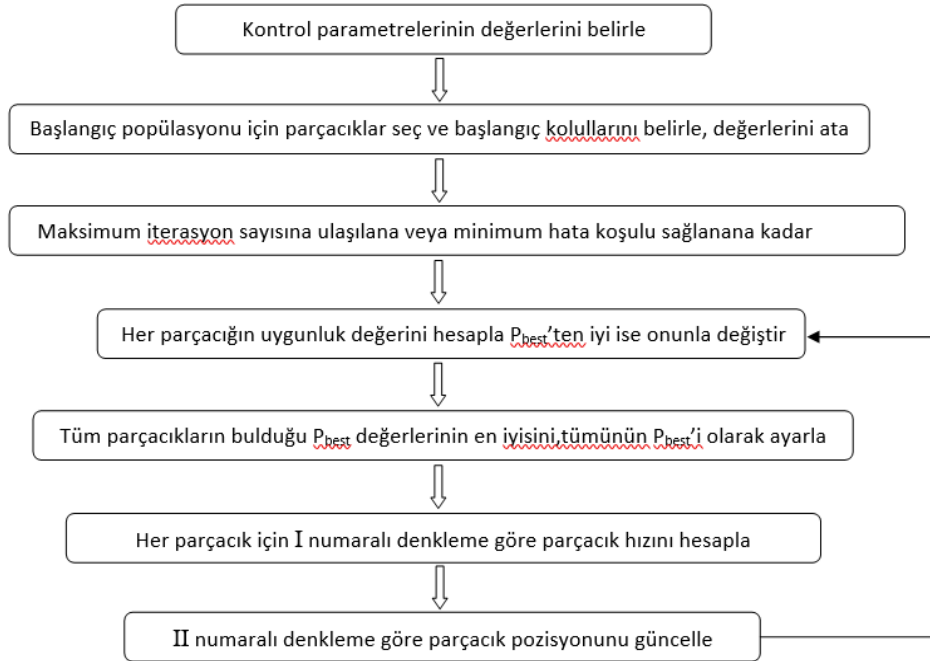 Kontrol parametrelerinin değerlerini belirle
Başlangıç popülasyonu için parçacıklar seç ve başlangıç kolullarını belirle, değerlerini ata
Maksimum iterasyon sayısına ulaşılana veya minimum hata koşulu sağlanana kadar
Her parçacığın uygunluk değerini hesapla Pbest’ten iyi ise onunla değiştir
Tüm parçacıkların bulduğu Pbest değerlerinin en iyisini,tümünün Pbest’i olarak ayarla
Her parçacık için I numaralı denkleme göre parçacık hızını hesapla
II numaralı denkleme göre parçacık pozisyonunu güncelle